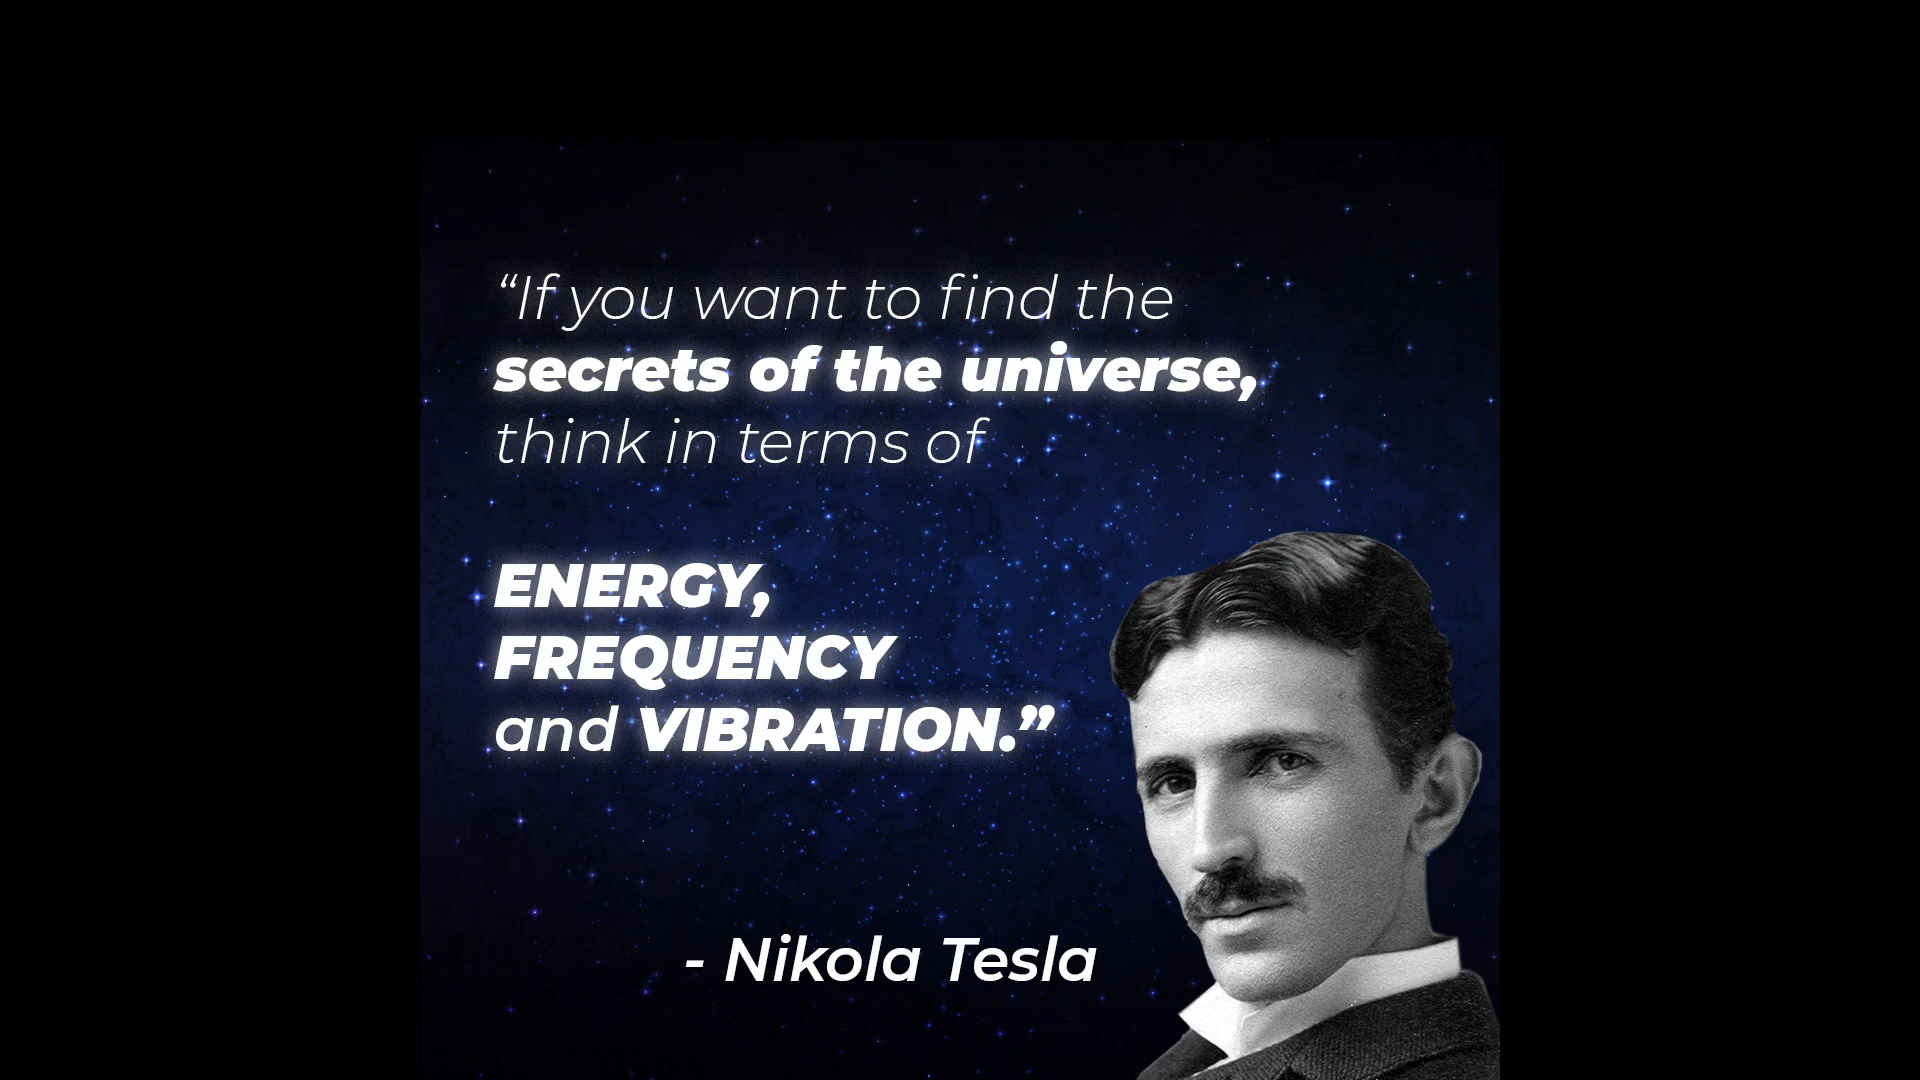 “If you want to find the
secrets of the universe,
think in terms of
ENERGY,
FREQUENCY
and VIBRATION.”
- Nikola Tesla